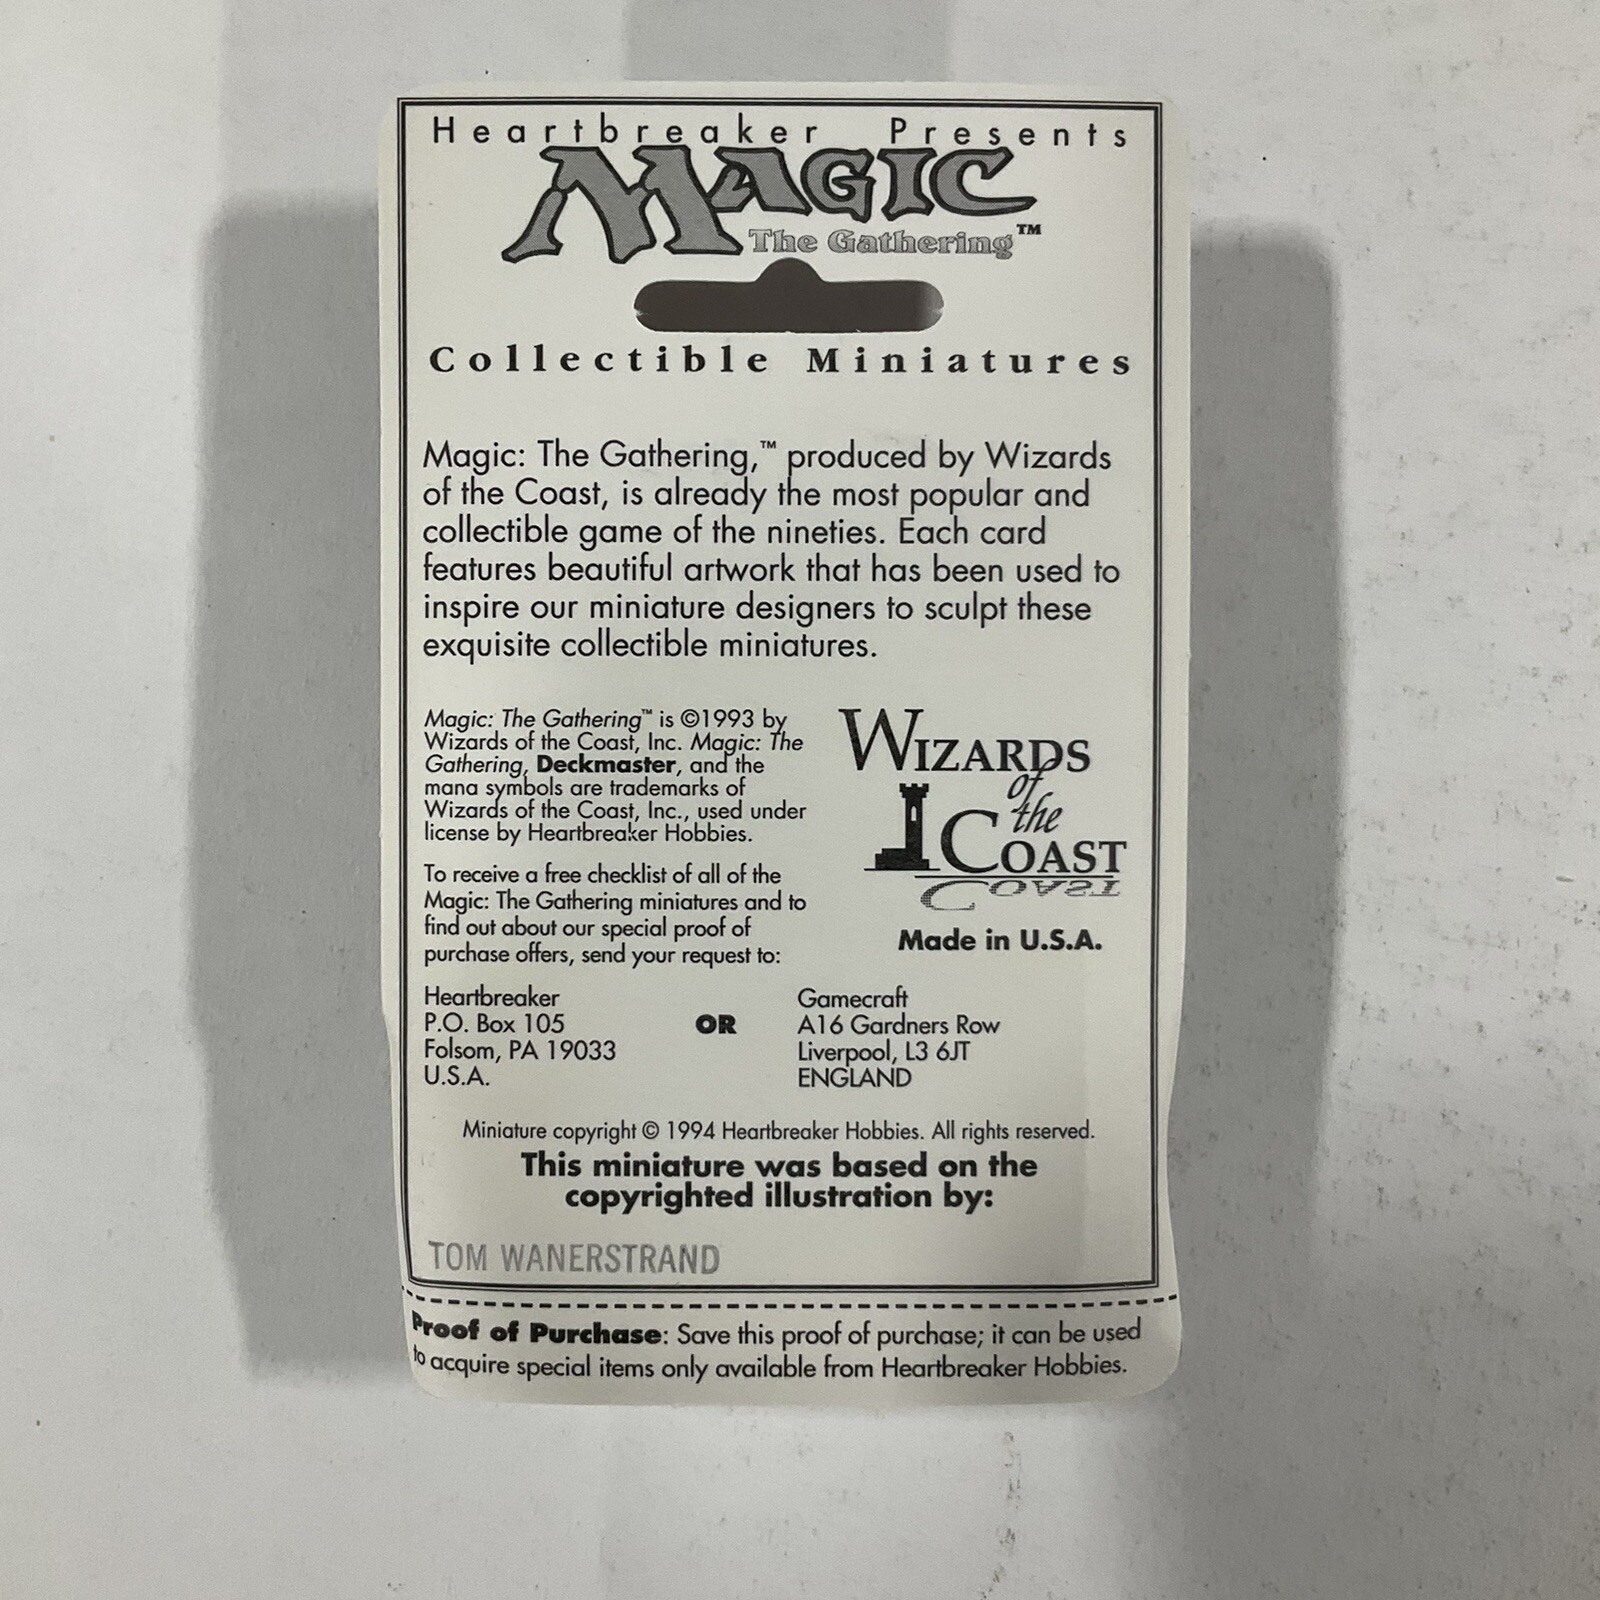 Heartbreaker Presents
MAGIC
The Gathering™
Collectible Miniatures
Magic: The Gathering,™ produced by Wizards
of the Coast, is already the most popular and
collectible game of the nineties. Each card
features beautiful artwork that has been used to
inspire our miniature designers to sculpt these
exquisite collectible miniatures.
Magic: The Gathering™ is ©1993 by
Wizards of the Coast, Inc. Magic: The
Gathering, Deckmaster, and the
mana symbols are trademarks of
Wizards of the Coast, Inc., used under
license by Heartbreaker Hobbies.
To receive a free checklist of all of the
Magic: The Gathering miniatures and to
find out about our special proof of
purchase offers, send your request to:
WIZARDS
of
the
COAST
COAST
Made in U.S.A.
Heartbreaker
P.O. Box 105
Folsom, PA 19033
U.S.A.
OR
Gamecraft
A16 Gardners Row
Liverpool, L3 6JT
ENGLAND
Miniature copyright © 1994 Heartbreaker Hobbies. All rights reserved.
This miniature was based on the
copyrighted illustration by:
TOM WANERSTRAND
Proof of Purchase: Save this proof of purchase; it can be used
to acquire special items only available from Heartbreaker Hobbies.